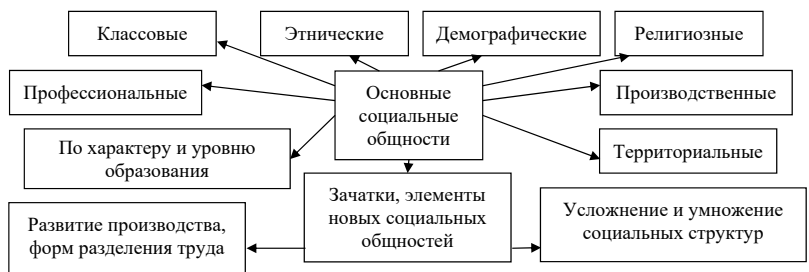 Классовые
Этнические
Демографические
Религиозные
Профессиональные
Основные
социальные
общности
Производственные
По характеру и уровню
образования
Территориальные
Зачатки, элементы
новых социальных
общностей
Развитие производства,
форм разделения труда
Усложнение и умножение
социальных структур